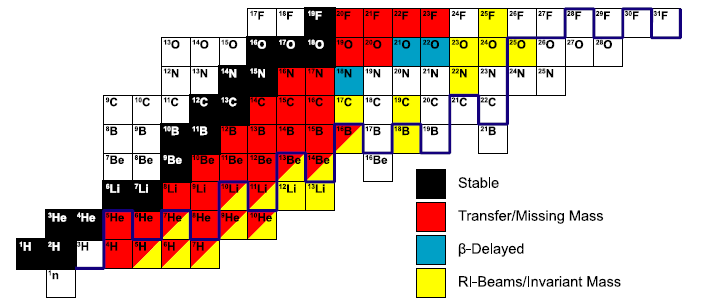 17F 18F 19F 20F 21F 22F 23F 24F 25F 26F 27F 28F 29F 30F 31F
13O 14O 15O 16O 17O 18O 19O 20O 21O 22O 23O 24O 25O 26O 27O 28O
12N 13N 14N 15N 16N 17N 18N 19N 20N 21N 22N 23N 24N 25N
9C 10C 11C 12C 13C 14C 15C 16C 17C 18C 19C 20C 21C 22C
8B 9B 10B 11B 12B 13B 14B 15B 16B 17B 18B 19B 21B
7Be 8Be 9Be 10Be 11Be 12Be 13Be 14Be 16Be
6Li 7Li 8Li 9Li 10Li 11Li 12Li 13Li
3He 4He 5He 6He 7He 8He 9He 10He
1H 2H 3H 4H 5H 6H 7H
1n
Stable
Transfer/Missing Mass
β-Delayed
RI-Beams/Invariant Mass